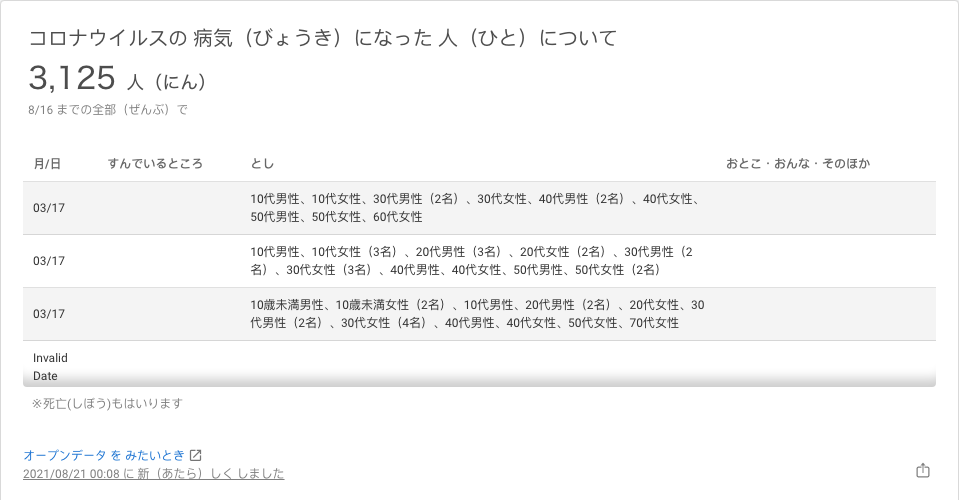 コロナウイルスの 病気（びょうき）になった 人（ひと）について
3,125 人（にん）
8/16 までの全部（ぜんぶ）で
月/日 すんでいるところ とし おとこ・おんな・そのほか
03/17 10代男性、10代女性、30代男性（2名）、30代女性、40代男性（2名）、40代女性、
50代男性、50代女性、60代女性
03/17 10代男性、10代女性（3名）、20代男性（3名）、20代女性（2名）、30代男性（2
名）、30代女性（3名）、40代男性、40代女性、50代男性、50代女性（2名）
03/17 10歳未満男性、10歳未満女性（2名）、10代男性、20代男性（2名）、20代女性、30
代男性（2名）、30代女性（4名）、40代男性、40代女性、50代女性、70代女性
Invalid
Date
※死亡(しぼう)もはいります
オープンデータ を みたいとき
2021/08/21 00:08 に 新（あたら）しく しました